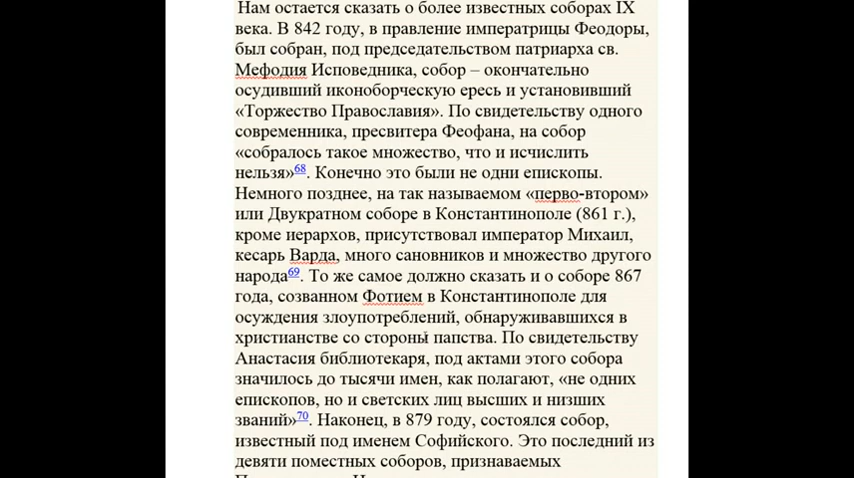 Нам остается сказать о более известных соборах IX
века. В 842 году, в правление императрицы Феодоры,
был собран, под председательством патриарха св.
Мефодия Исповедника, собор – окончательно
осудивший иконоборческую ересь и установивший
«Торжество Православия». По свидетельству одного
современника, пресвитера Феофана, на собор
«собралось такое множество, что и исчислить
нельзя»68. Конечно это были не одни епископы.
Немного позднее, на так называемом «перво-втором»
или Двукратном соборе в Константинополе (861 г.),
кроме иерархов, присутствовал император Михаил,
кесарь Варда, много сановников и множество другого
народа69. То же самое должно сказать и о соборе 867
года, созванном Фотием в Константинополе для
осуждения злоупотреблений, обнаруживавшихся в
христианстве со стороны папства. По свидетельству
Анастасия библиотекаря, под актами этого собора
значилось до тысячи имен, как полагают, «не одних
епископов, но и светских лиц высших и низших
званий»70. Наконец, в 879 году, состоялся собор,
известный под именем Софийского. Это последний из
девяти поместных соборов, признаваемых